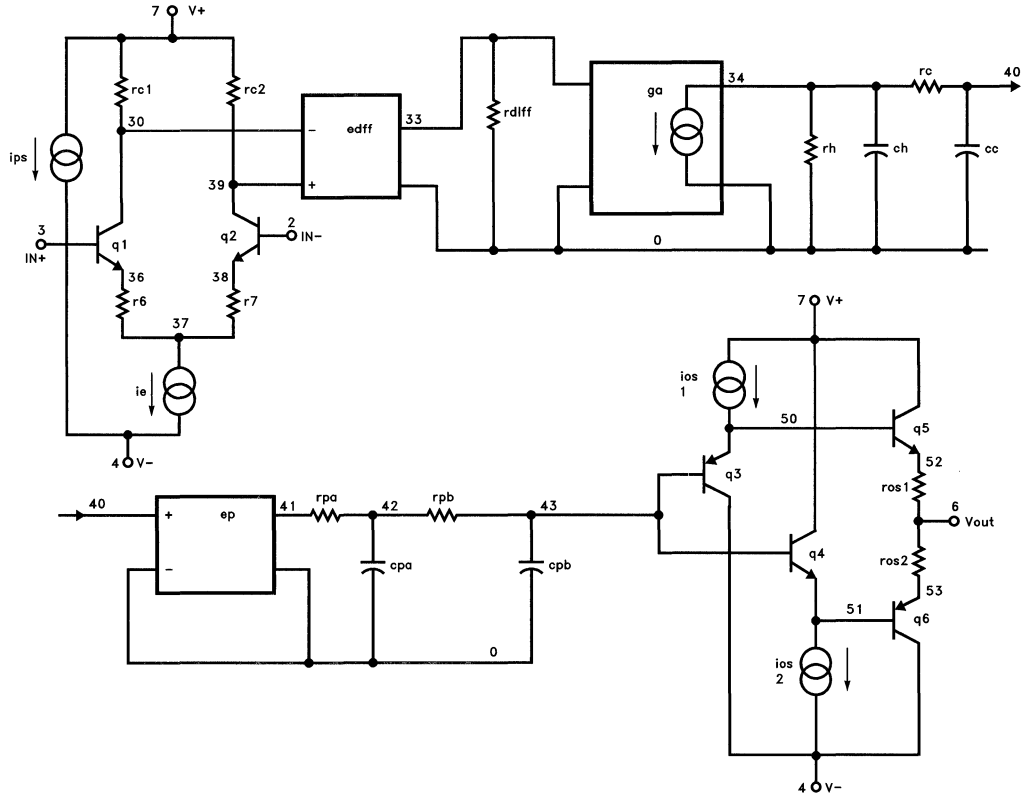 7 V+
rc1
rc2
30
ips
39
edff
-
+
33
rdiff
ga
34
rc
40
rh
ch
cc
3
IN+
q1
q2
2
IN-
36
38
r6
r7
37
ie
4 V-
0
7 V+
ios
1
50
q5
52
ros1
6
Vout
ros2
53
q3
q4
51
q6
ios
2
4 V-
40
+
ep
-
41
rpa
42
rpb
43
cpa
cpb
0